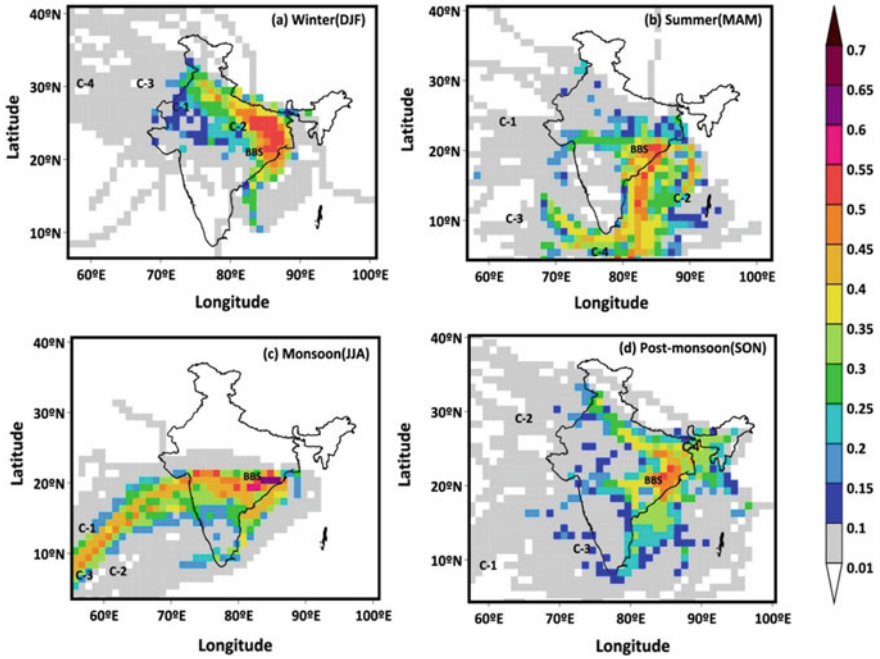 (a) Winter(DJF)
40ºN
30ºN
20ºN
10ºN
Latitude
C-4
C-3
C-1
C-2
BBS
60ºE 70ºE 80ºE 90ºE 100ºE
Longitude
(b) Summer(MAM)
40ºN
30ºN
20ºN
10ºN
Latitude
C-1
BBS
C-2
C-3
C-4
60ºE 70ºE 80ºE 90ºE 100ºE
Longitude
(c) Monsoon(JJA)
40ºN
30ºN
20ºN
10ºN
Latitude
BBS
C-1
C-3
C-2
60ºE 70ºE 80ºE 90ºE 100ºE
Longitude
(d) Post-monsoon(SON)
40ºN
30ºN
20ºN
10ºN
Latitude
C-2
C-4
BBS
C-3
C-1
60ºE 70ºE 80ºE 90ºE 100ºE
Longitude
0.7
0.65
0.6
0.55
0.5
0.45
0.4
0.35
0.3
0.25
0.2
0.15
0.1
0.01